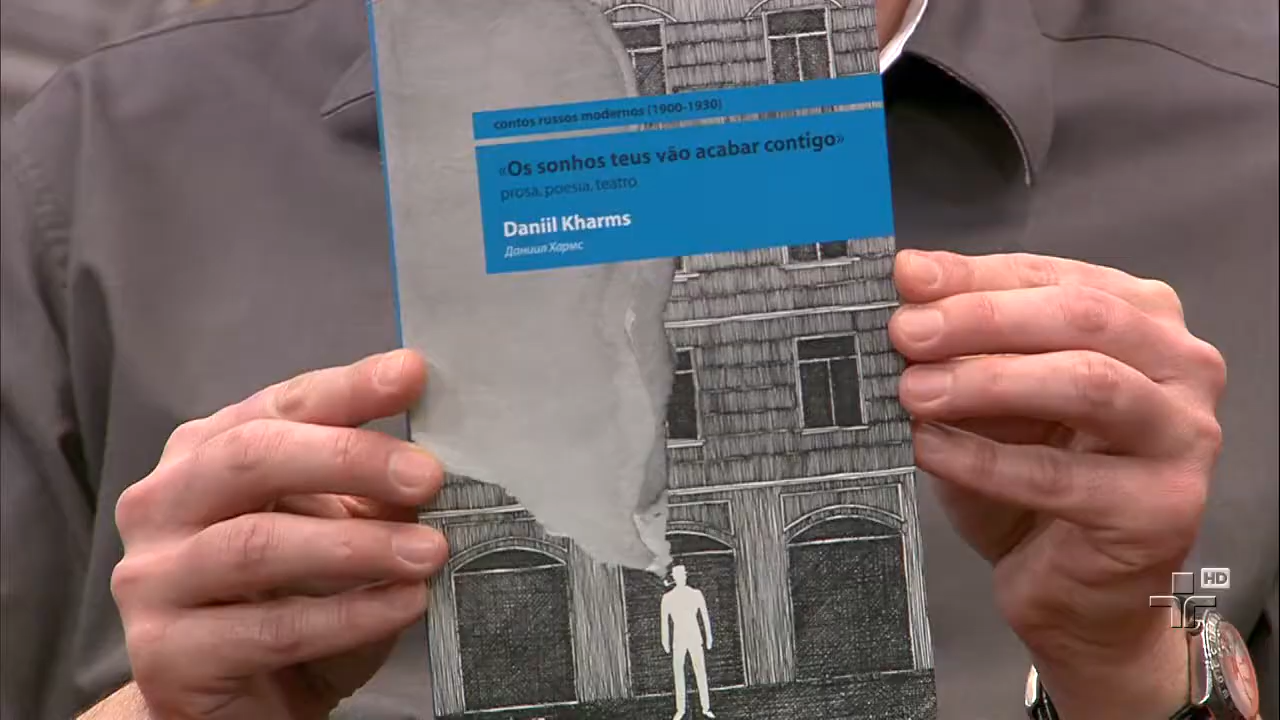 contos russos modernos (1900-1930)
«Os sonhos teus vão acabar contigo»
prosa, poesia, teatro
Daniil Kharms
Даниил Хармс
HD